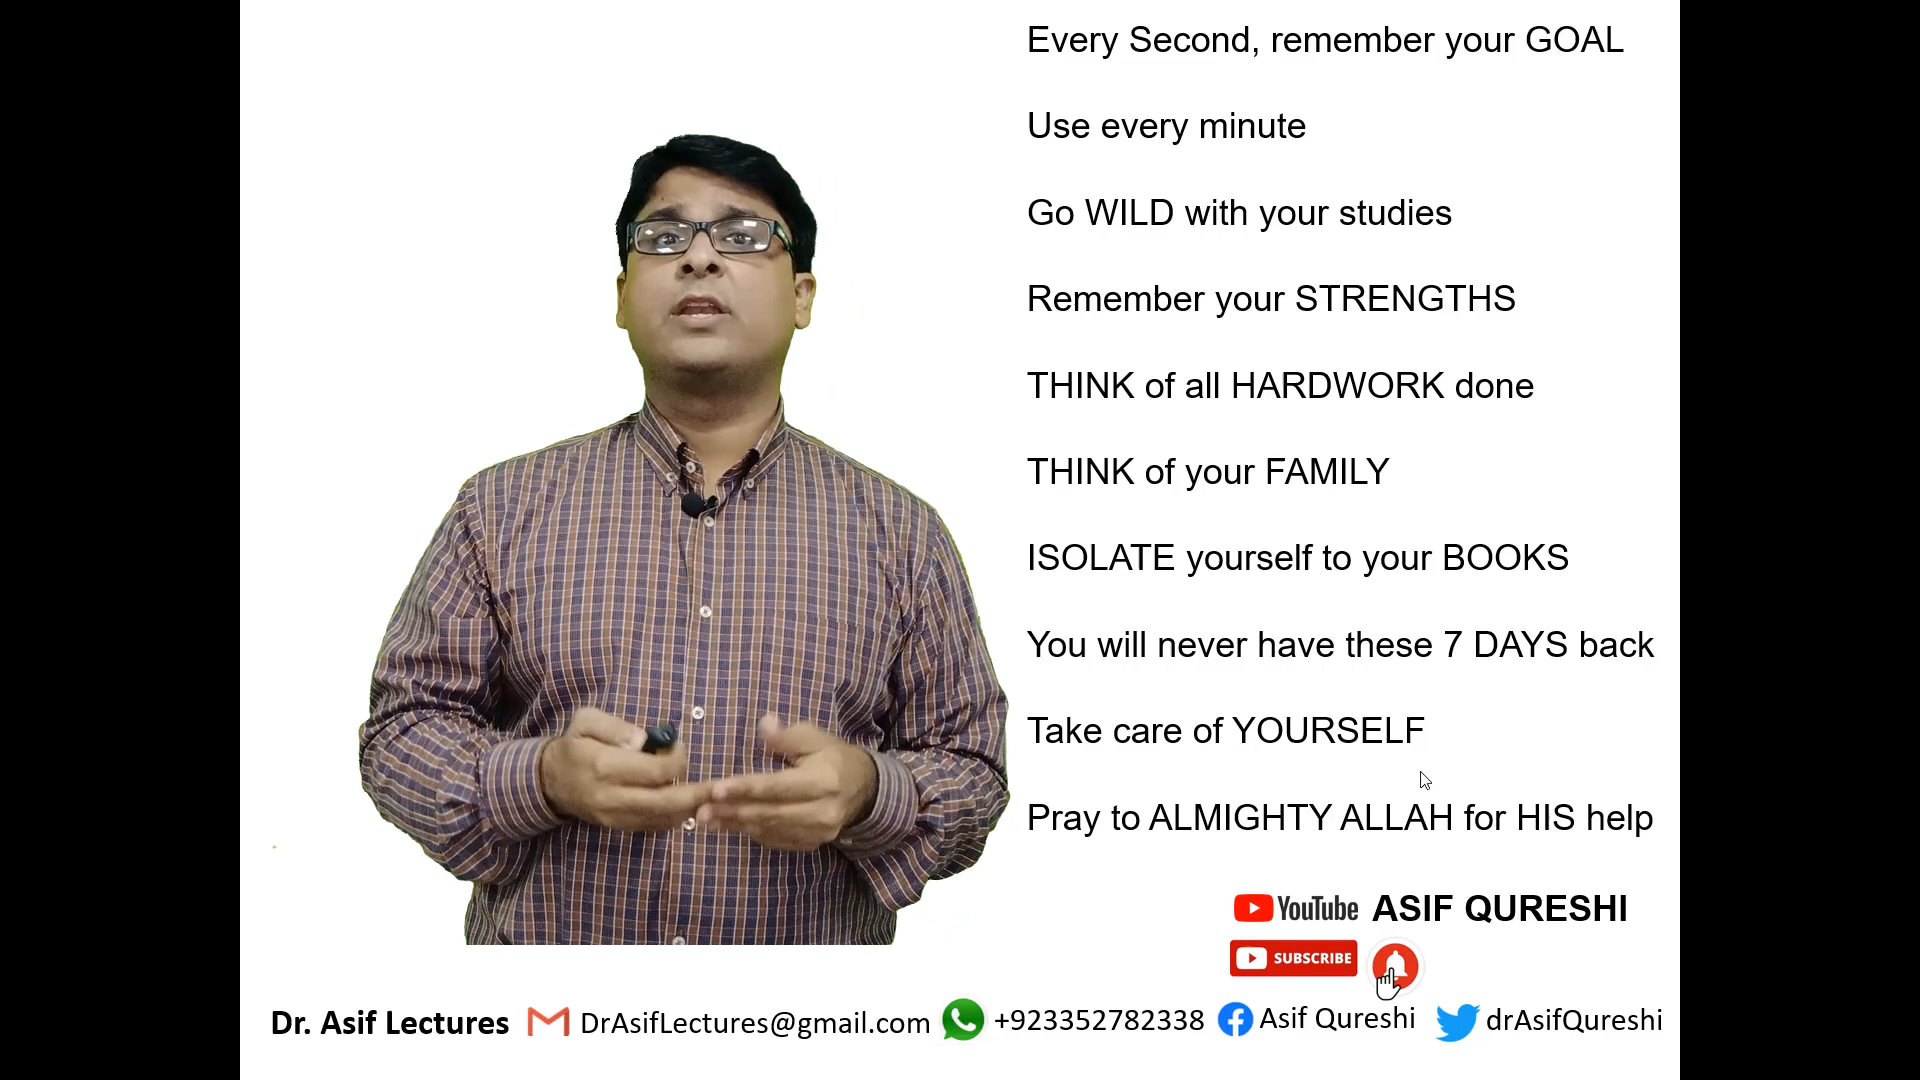 Every Second, remember your GOAL
Use every minute
Go WILD with your studies
Remember your STRENGTHS
THINK of all HARDWORK done
THINK of your FAMILY
ISOLATE yourself to your BOOKS
You will never have these 7 DAYS back
Take care of YOURSELF
Pray to ALMIGHTY ALLAH for HIS help
YouTube ASIF QURESHI
SUBSCRIBE
Dr. Asif Lectures DrAsifLectures@gmail.com +923352782338 Asif Qureshi drAsifQureshi